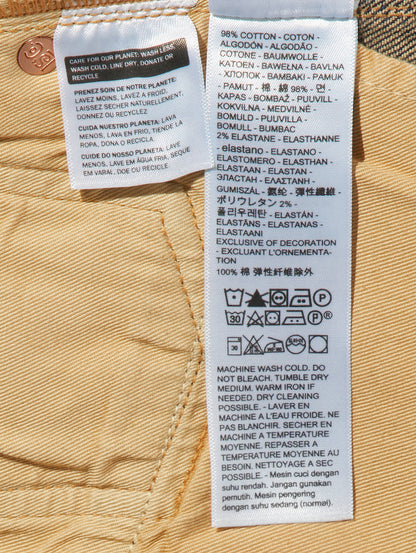 99
CARE FOR OUR PLANET: WASH LESS,
WASH COLD, LINE DRY, DONATE OR
RECYCLE
PRENEZ SOIN DE NOTRE PLANETE:
LAVEZ MOINS, LAVEZ A FROID,
LAISSEZ SECHER NATURELLEMENT,
DONNEZ OU RECYCLEZ
CUIDA NUESTRO PLANETA: LAVA
MENOS, LAVA EN FRIO, TIENDE LA
ROPA, DONA O RECICLA
CUIDE DO NOSSO PLANETA: LAVE
MENOS, LAVE EM ÁGUA FRIA, SEQUE
EM VARAL, DOE OU RECICLE
98% COTTON - COTON -
ALGODÓN - ALGODÃO -
COTONE - BAUMWOLLE -
KATOEN - BAWEŁNA - BAVLNA
- ХЛОПОК - BAMBAKI - PAMUK
- PAMUT - 棉 - 綿 98% - 면 -
KAPAS - BOMBAŽ - PUUVILL -
KOKVILNA - MEDVILNĖ -
BOMULD - PUUVILLA -
BOMULL - BUMBAC
2% ELASTANE - ELASTHANNE
- elastano - ELASTANO -
ELASTOMERO - ELASTHAN -
ELASTAAN - ELASTAN -
ЭЛАСТАН - ΕΛΑΣΤΑΝΗ -
GUMISZÁL - 氨纶 - 弾性繊維 -
ポリウレタン 2% -
폴리우레탄 - ELASTÁN -
ELASTĀNS - ELASTANAS -
ELASTAANI
EXCLUSIVE OF DECORATION
- EXCLUANT L'ORNEMENTA-
TION
100% 棉 弹性纤维除外
30
MACHINE WASH COLD. DO
NOT BLEACH. TUMBLE DRY
MEDIUM. WARM IRON IF
NEEDED. DRY CLEANING
POSSIBLE. - LAVER EN
MACHINE A L'EAU FROIDE. NE
PAS BLANCHIR. SECHER EN
MACHINE A TEMPERATURE
MOYENNE. REPASSER A
TEMPERATURE MOYENNE AU
BESOIN. NETTOYAGE A SEC
POSSIBLE. - Mesin cuci dengan
suhu rendah. Jangan gunakan
pemutih. Mesin pengering
dengan suhu sedang (normal).